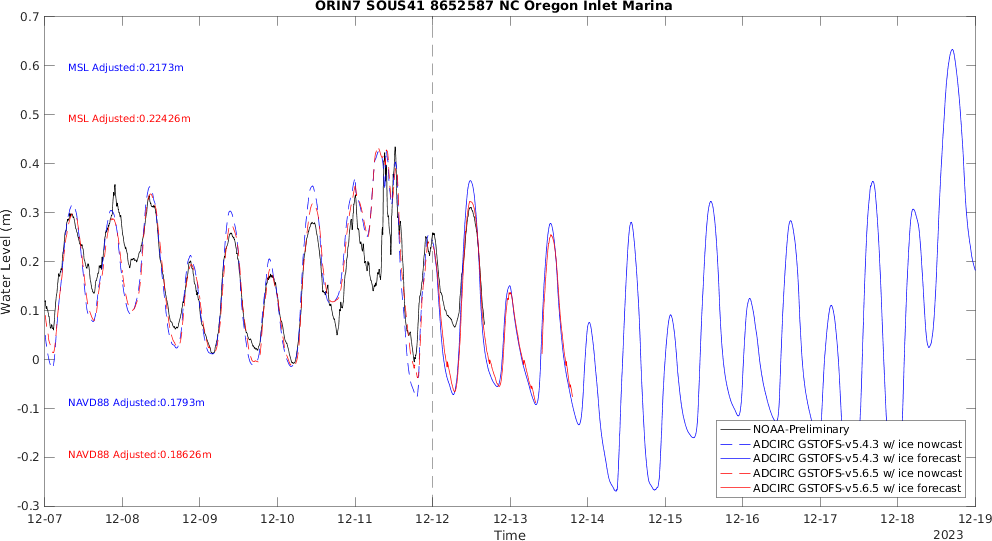 ORIN7 SOUS41 8652587 NC Oregon Inlet Marina
0.7
0.6
0.5
0.4
0.3
0.2
0.1
0
-0.1
-0.2
-0.3
Water Level (m)
MSL Adjusted:0.2173m
MSL Adjusted:0.22426m
NAVD88 Adjusted:0.1793m
NAVD88 Adjusted:0.18626m
NOAA-Preliminary
ADCIRC GSTOFS-v5.4.3 w/ ice nowcast
ADCIRC GSTOFS-v5.4.3 w/ ice forecast
ADCIRC GSTOFS-v5.6.5 w/ ice nowcast
ADCIRC GSTOFS-v5.6.5 w/ ice forecast
12-07 12-08 12-09 12-10 12-11 12-12 12-13 12-14 12-15 12-16 12-17 12-18 12-19
Time
2023